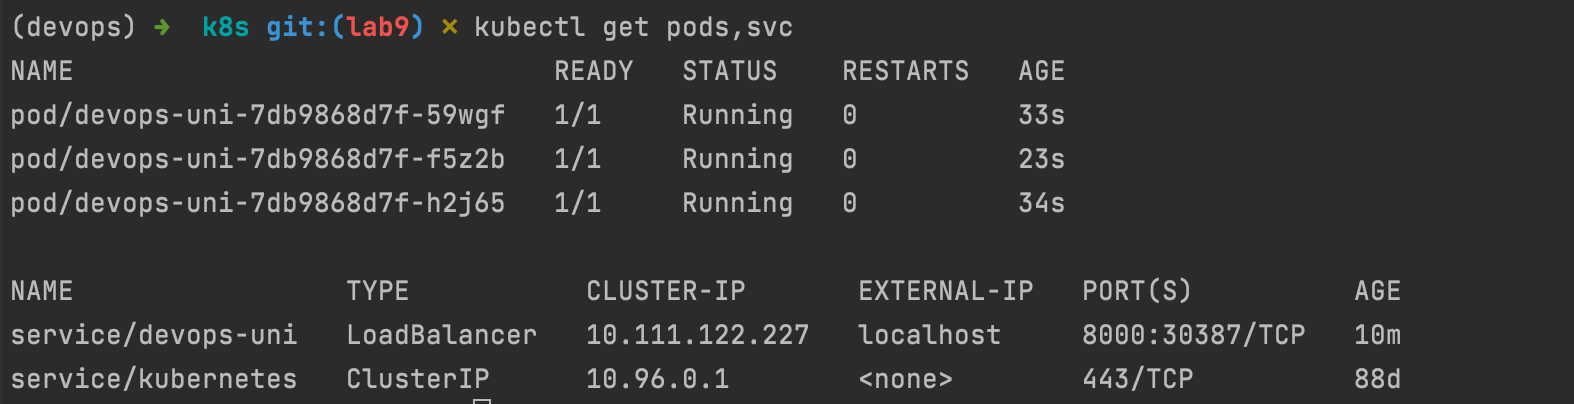 (devops) ➜  k8s git:(lab9) ✗ kubectl get pods,svc
NAME                              READY   STATUS    RESTARTS   AGE
pod/devops-uni-7db9868d7f-59wgf   1/1     Running   0          33s
pod/devops-uni-7db9868d7f-f5z2b   1/1     Running   0          23s
pod/devops-uni-7db9868d7f-h2j65   1/1     Running   0          34s

NAME                 TYPE           CLUSTER-IP       EXTERNAL-IP   PORT(S)          AGE
service/devops-uni   LoadBalancer   10.111.122.227   localhost     8000:30387/TCP   10m
service/kubernetes   ClusterIP      10.96.0.1        <none>        443/TCP          88d